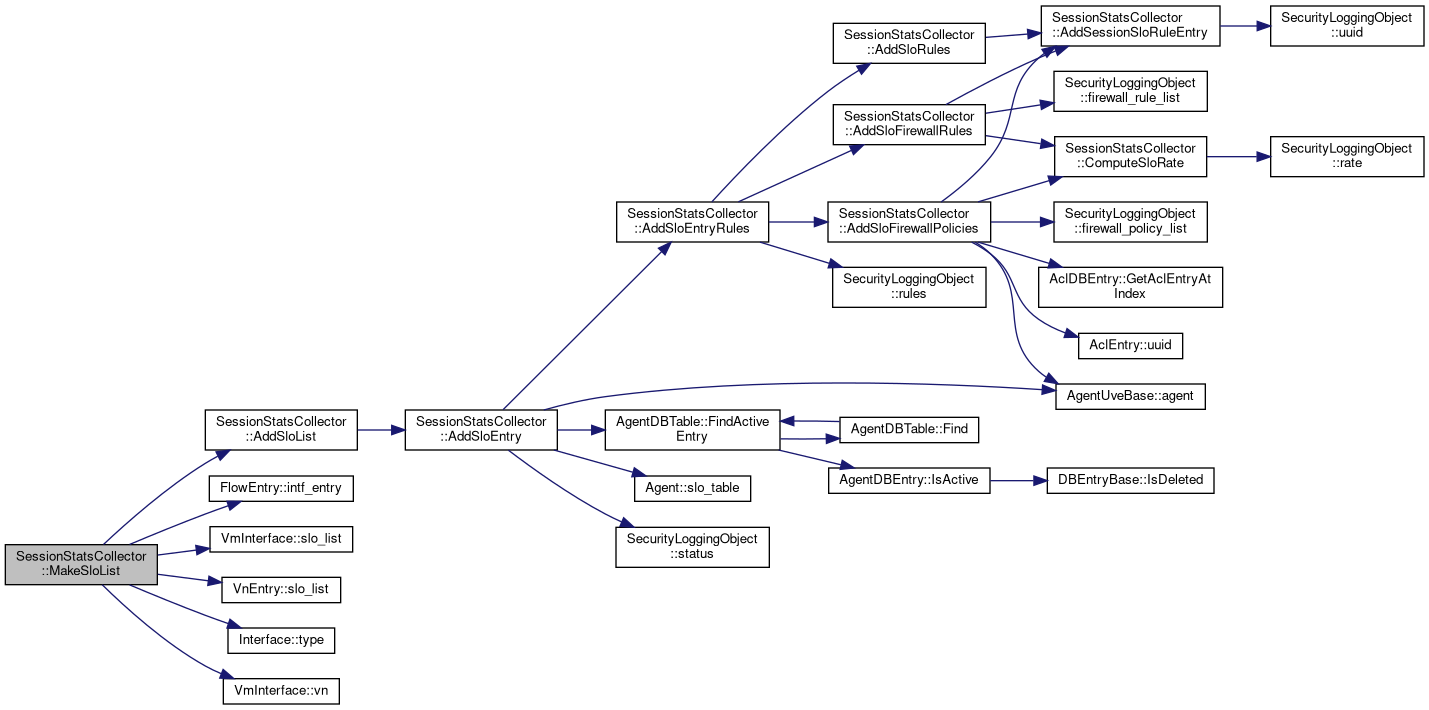 SessionStatsCollector
::MakeSloList
SessionStatsCollector
::AddSloList
FlowEntry::intf_entry
VmInterface::slo_list
VnEntry::slo_list
Interface::type
VmInterface::vn
SessionStatsCollector
::AddSloEntry
SessionStatsCollector
::AddSloEntryRules
AgentDBTable::FindActive
Entry
Agent::slo_table
SecurityLoggingObject
::status
SessionStatsCollector
::AddSloRules
SessionStatsCollector
::AddSloFirewallRules
SessionStatsCollector
::AddSloFirewallPolicies
SecurityLoggingObject
::rules
AgentDBTable::Find
AgentDBEntry::IsActive
SessionStatsCollector
::AddSessionSloRuleEntry
SecurityLoggingObject
::firewall_rule_list
SessionStatsCollector
::ComputeSloRate
SecurityLoggingObject
::firewall_policy_list
AclDBEntry::GetAclEntryAt
Index
AclEntry::uuid
AgentUveBase::agent
DBEntryBase::IsDeleted
SecurityLoggingObject
::uuid
SecurityLoggingObject
::rate